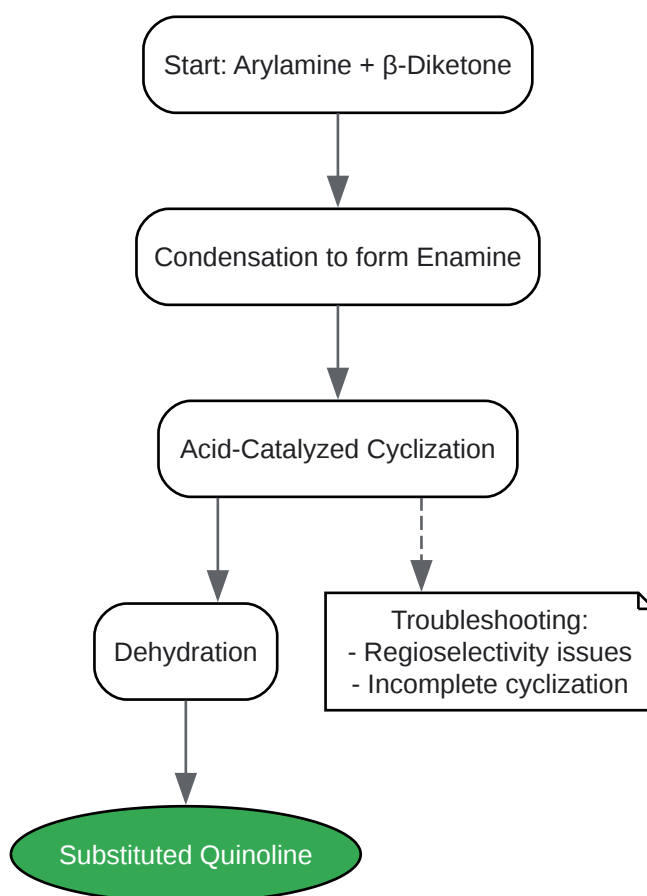 Start: Arylamine + β-Diketone
Condensation to form Enamine
Acid-Catalyzed Cyclization
Dehydration
Troubleshooting:
- Regioselectivity issues
- Incomplete cyclization
Substituted Quinoline